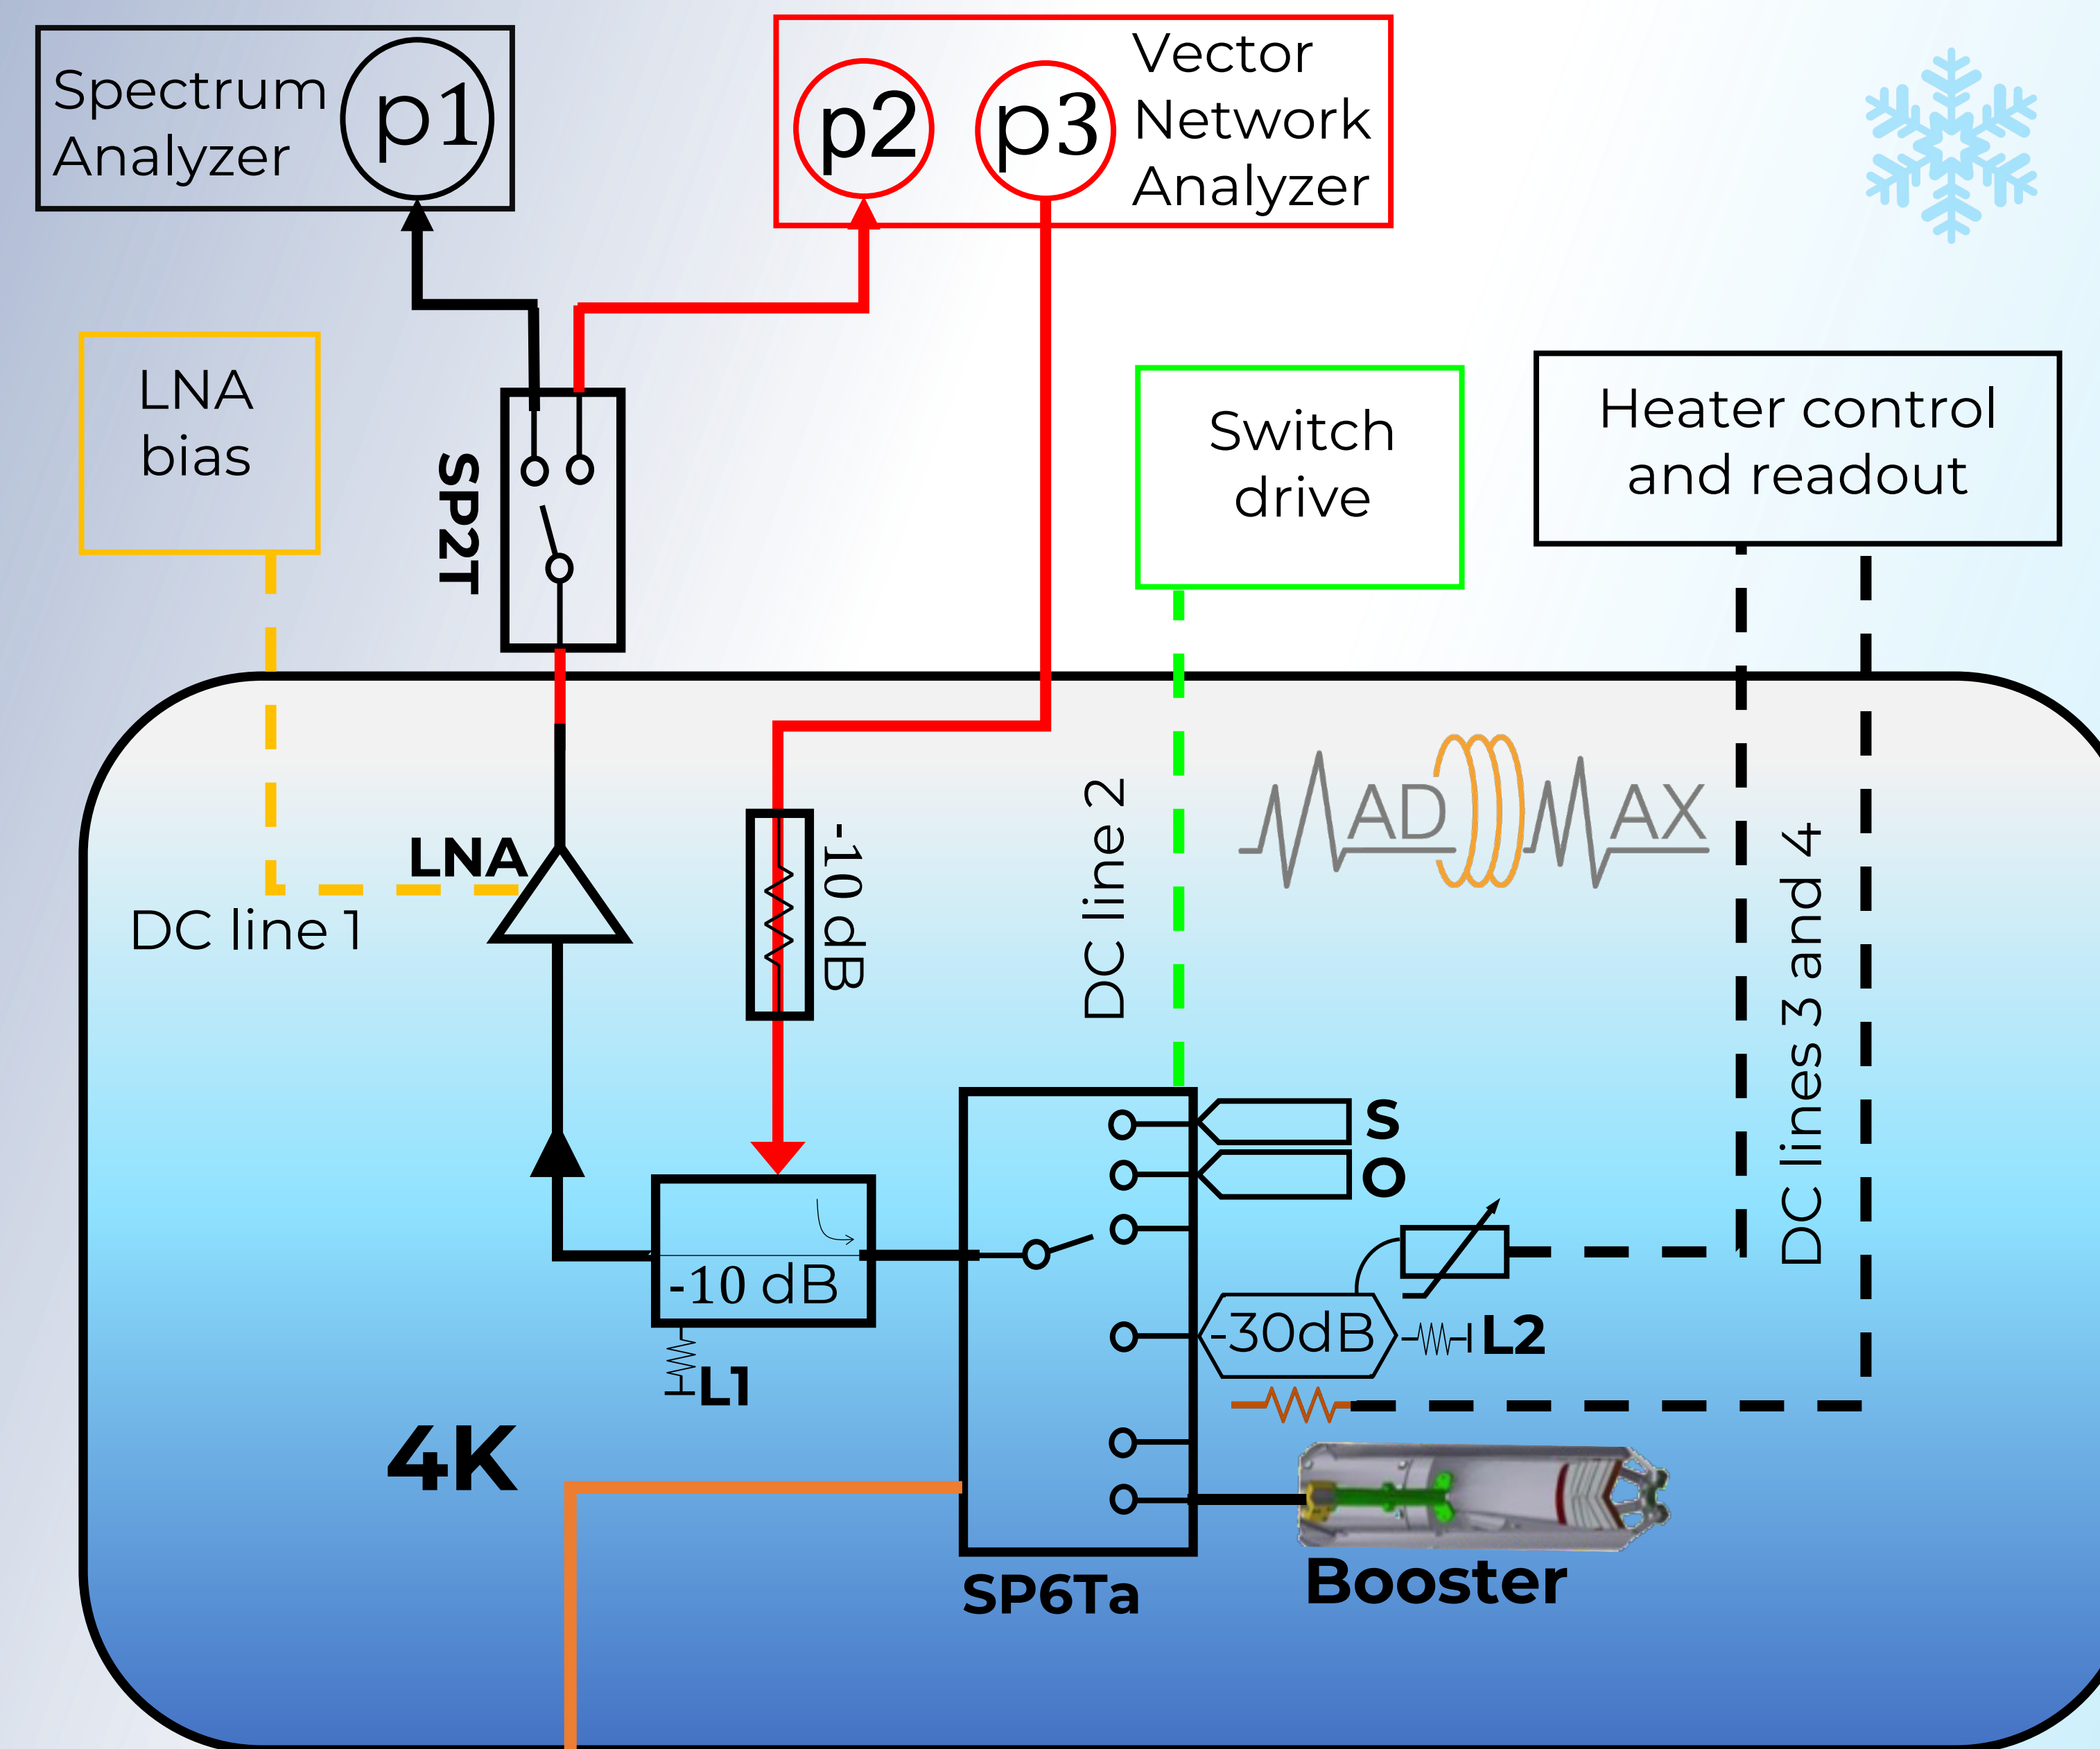 Spectrum
Analyzer
p1
p2
p3
Vector
Network
Analyzer
LNA
bias
SP2T
Switch
drive
Heater control
and readout
MADMAX
LNA
DC line 1
-10 dB
DC line 2
DC lines 3 and 4
S
O
-10 dB
L1
-30dB
L2
4K
SP6Ta
Booster